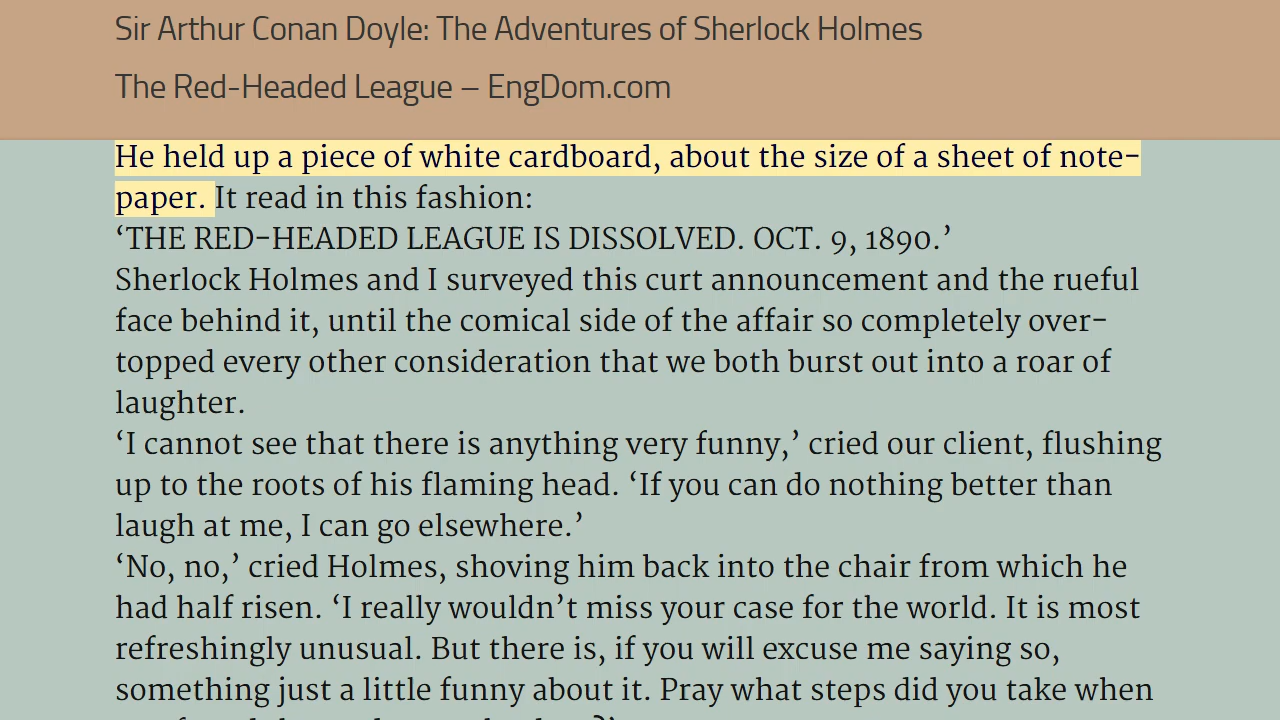 Sir Arthur Conan Doyle: The Adventures of Sherlock Holmes
The Red-Headed League – EngDom.com
He held up a piece of white cardboard, about the size of a sheet of note-
paper. It read in this fashion:
‘THE RED-HEADED LEAGUE IS DISSOLVED. OCT. 9, 1890.’
Sherlock Holmes and I surveyed this curt announcement and the rueful
face behind it, until the comical side of the affair so completely over-
topped every other consideration that we both burst out into a roar of
laughter.
‘I cannot see that there is anything very funny,’ cried our client, flushing
up to the roots of his flaming head. ‘If you can do nothing better than
laugh at me, I can go elsewhere.’
‘No, no,’ cried Holmes, shoving him back into the chair from which he
had half risen. ‘I really wouldn’t miss your case for the world. It is most
refreshingly unusual. But there is, if you will excuse me saying so,
something just a little funny about it. Pray what steps did you take when